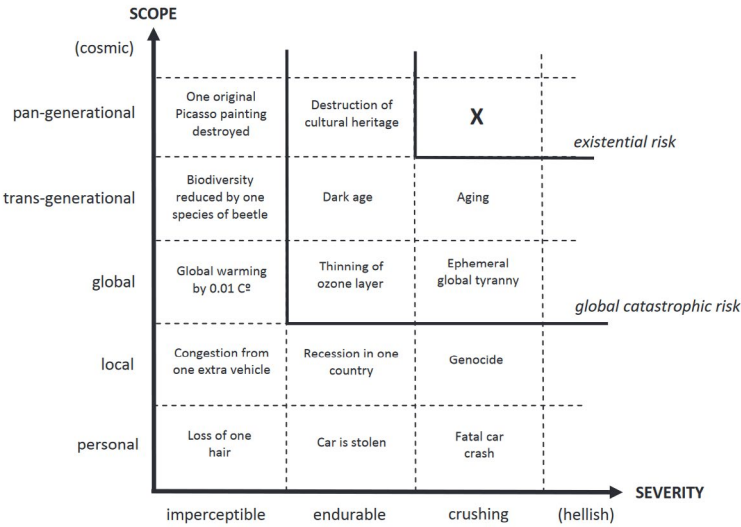 SCOPE
(cosmic)
pan-generational
One original
Picasso painting
destroyed
Destruction of
cultural heritage
X
existential risk
trans-generational
Biodiversity
reduced by one
species of beetle
Dark age
Aging
global
Global warming
by 0.01 Cº
Thinning of
ozone layer
Ephemeral
global tyranny
global catastrophic risk
local
Congestion from
one extra vehicle
Recession in one
country
Genocide
personal
Loss of one
hair
Car is stolen
Fatal car
crash
SEVERITY
imperceptible
endurable
crushing
(hellish)